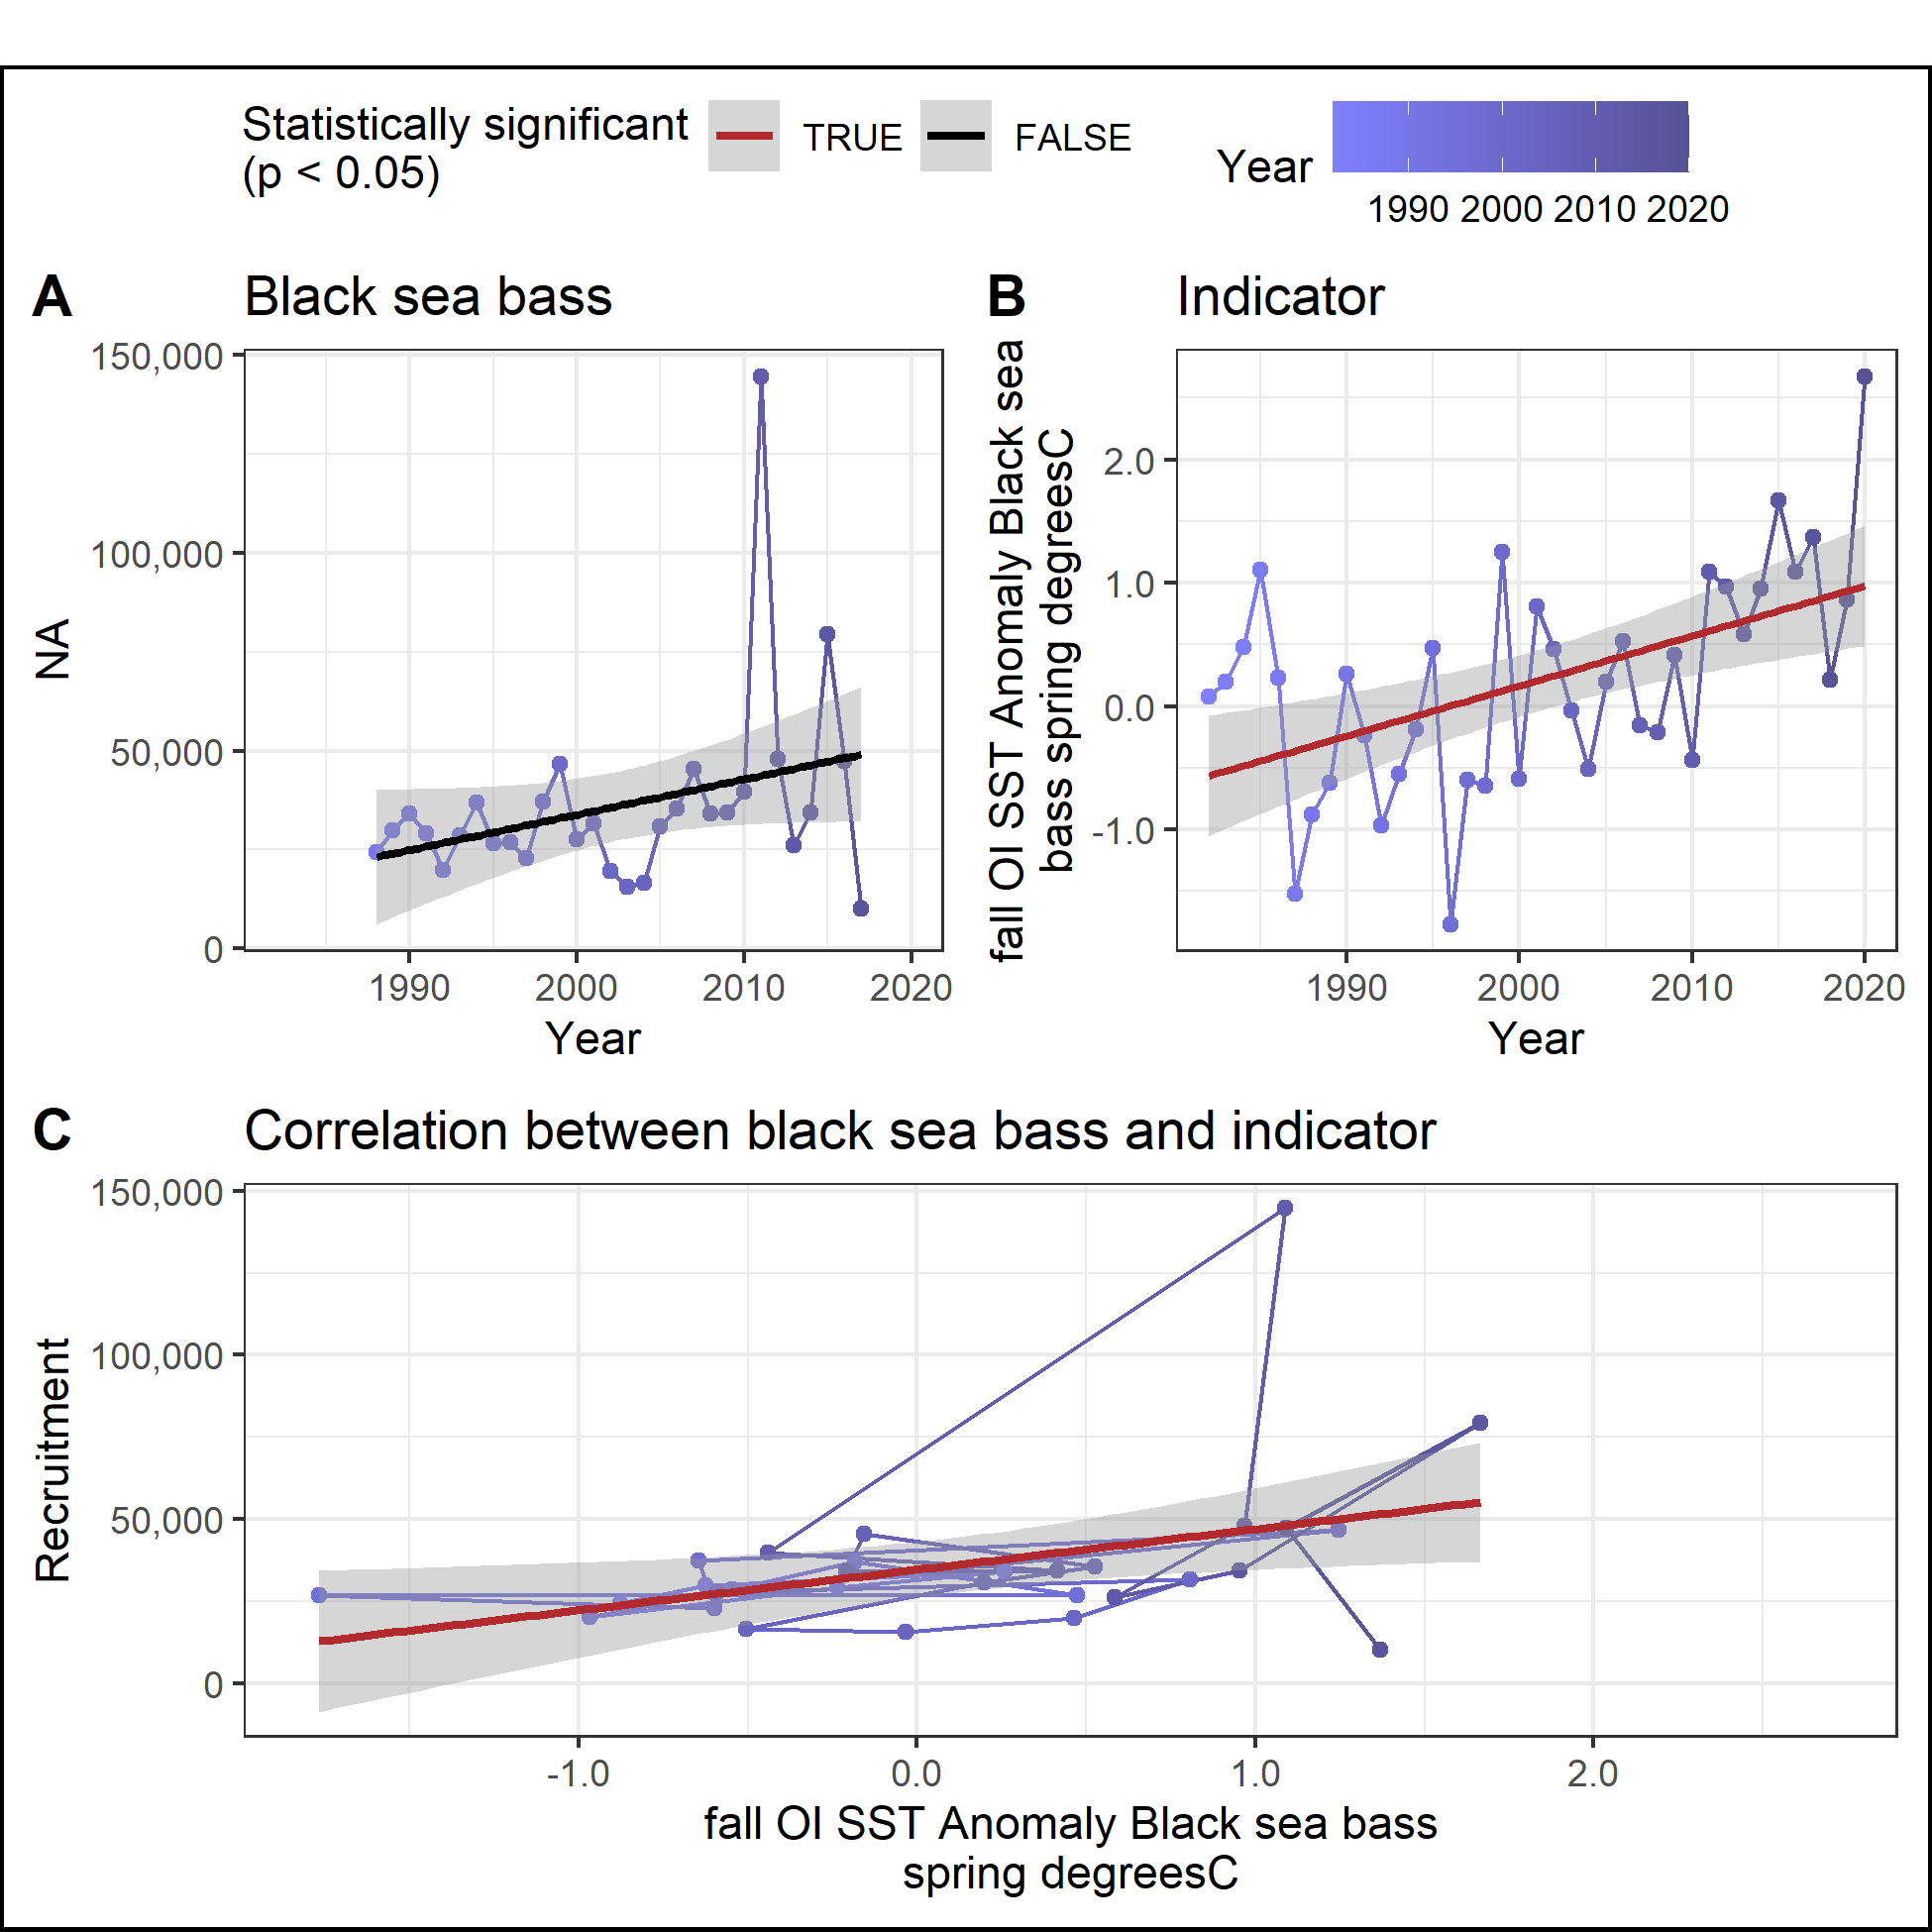 Statistically significant
(p < 0.05)
TRUE
FALSE
Year
1990 2000 2010 2020
A
Black sea bass
150,000
100,000
50,000
0
NA
1990
2000
2010
2020
Year
B
Indicator
fall OI SST Anomaly Black sea
bass spring degreesC
2.0
1.0
0.0
-1.0
1990
2000
2010
2020
Year
C
Correlation between black sea bass and indicator
150,000
100,000
50,000
0
Recruitment
-1.0
0.0
1.0
2.0
fall OI SST Anomaly Black sea bass
spring degreesC